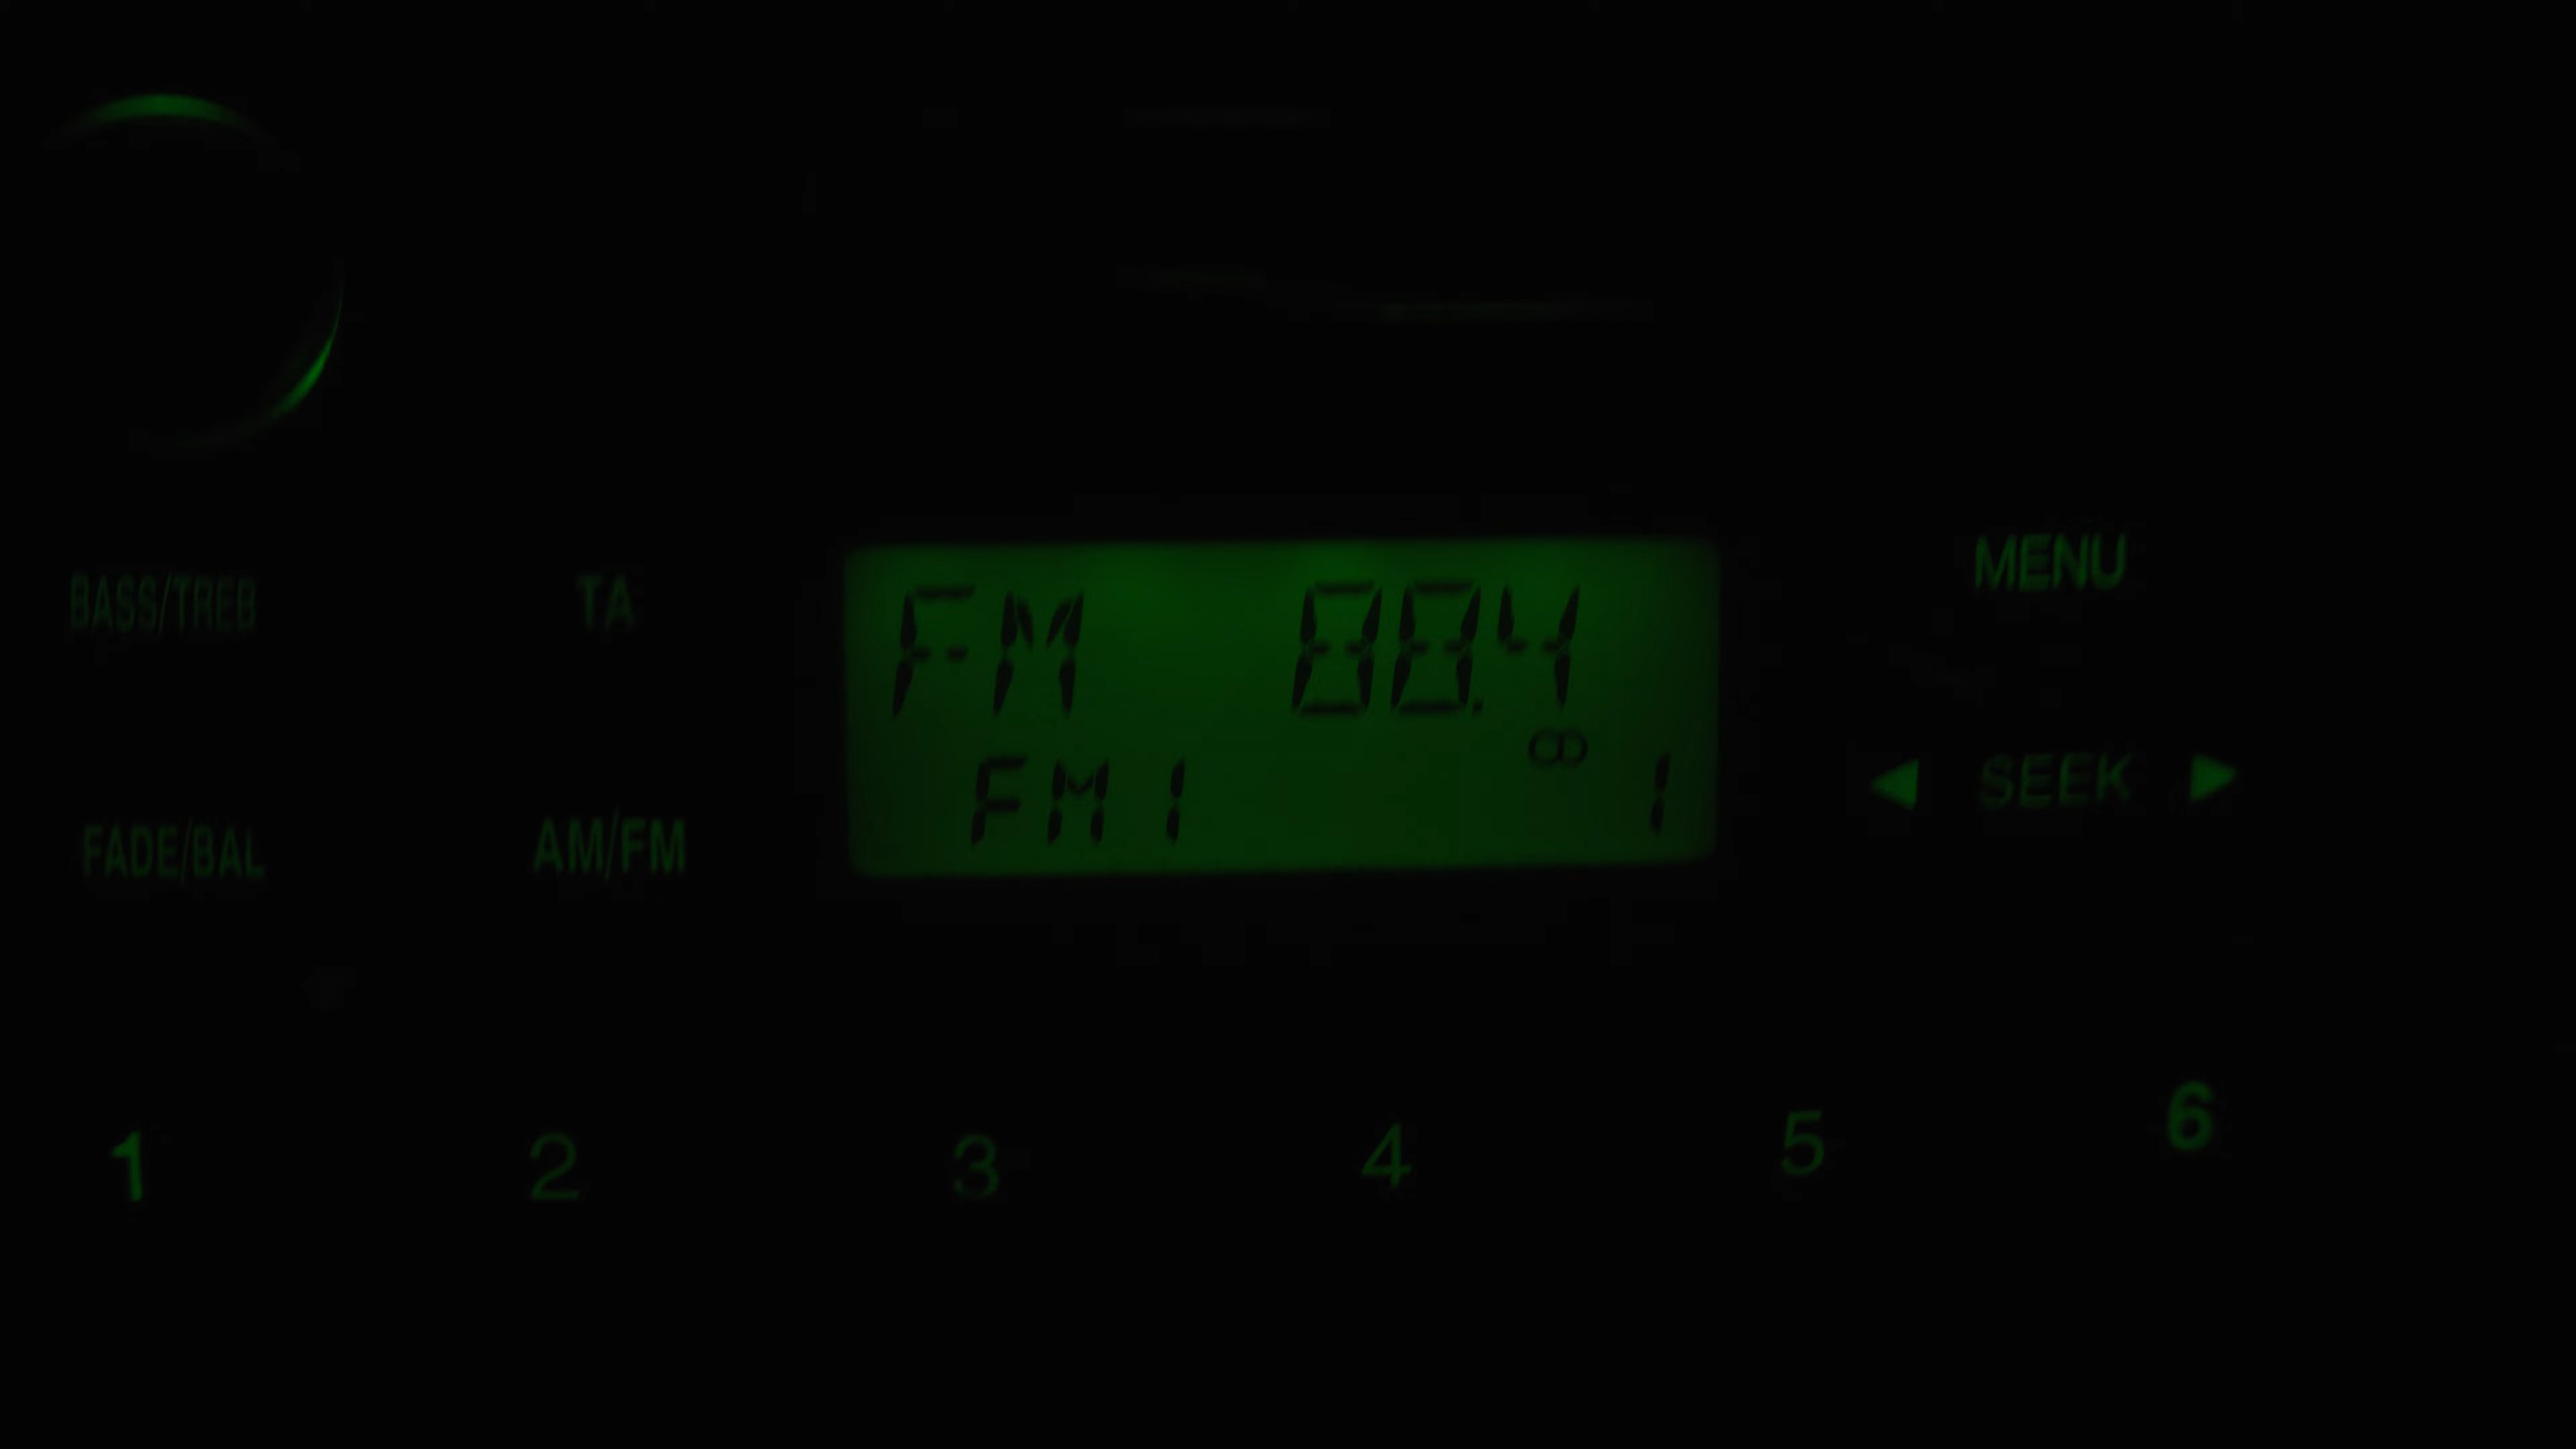 BASS/TREB
TA
FM 88.4
MENU
FADE/BAL
AM/FM
FM1 1
◀ SEEK ▶
1 2 3 4 5 6